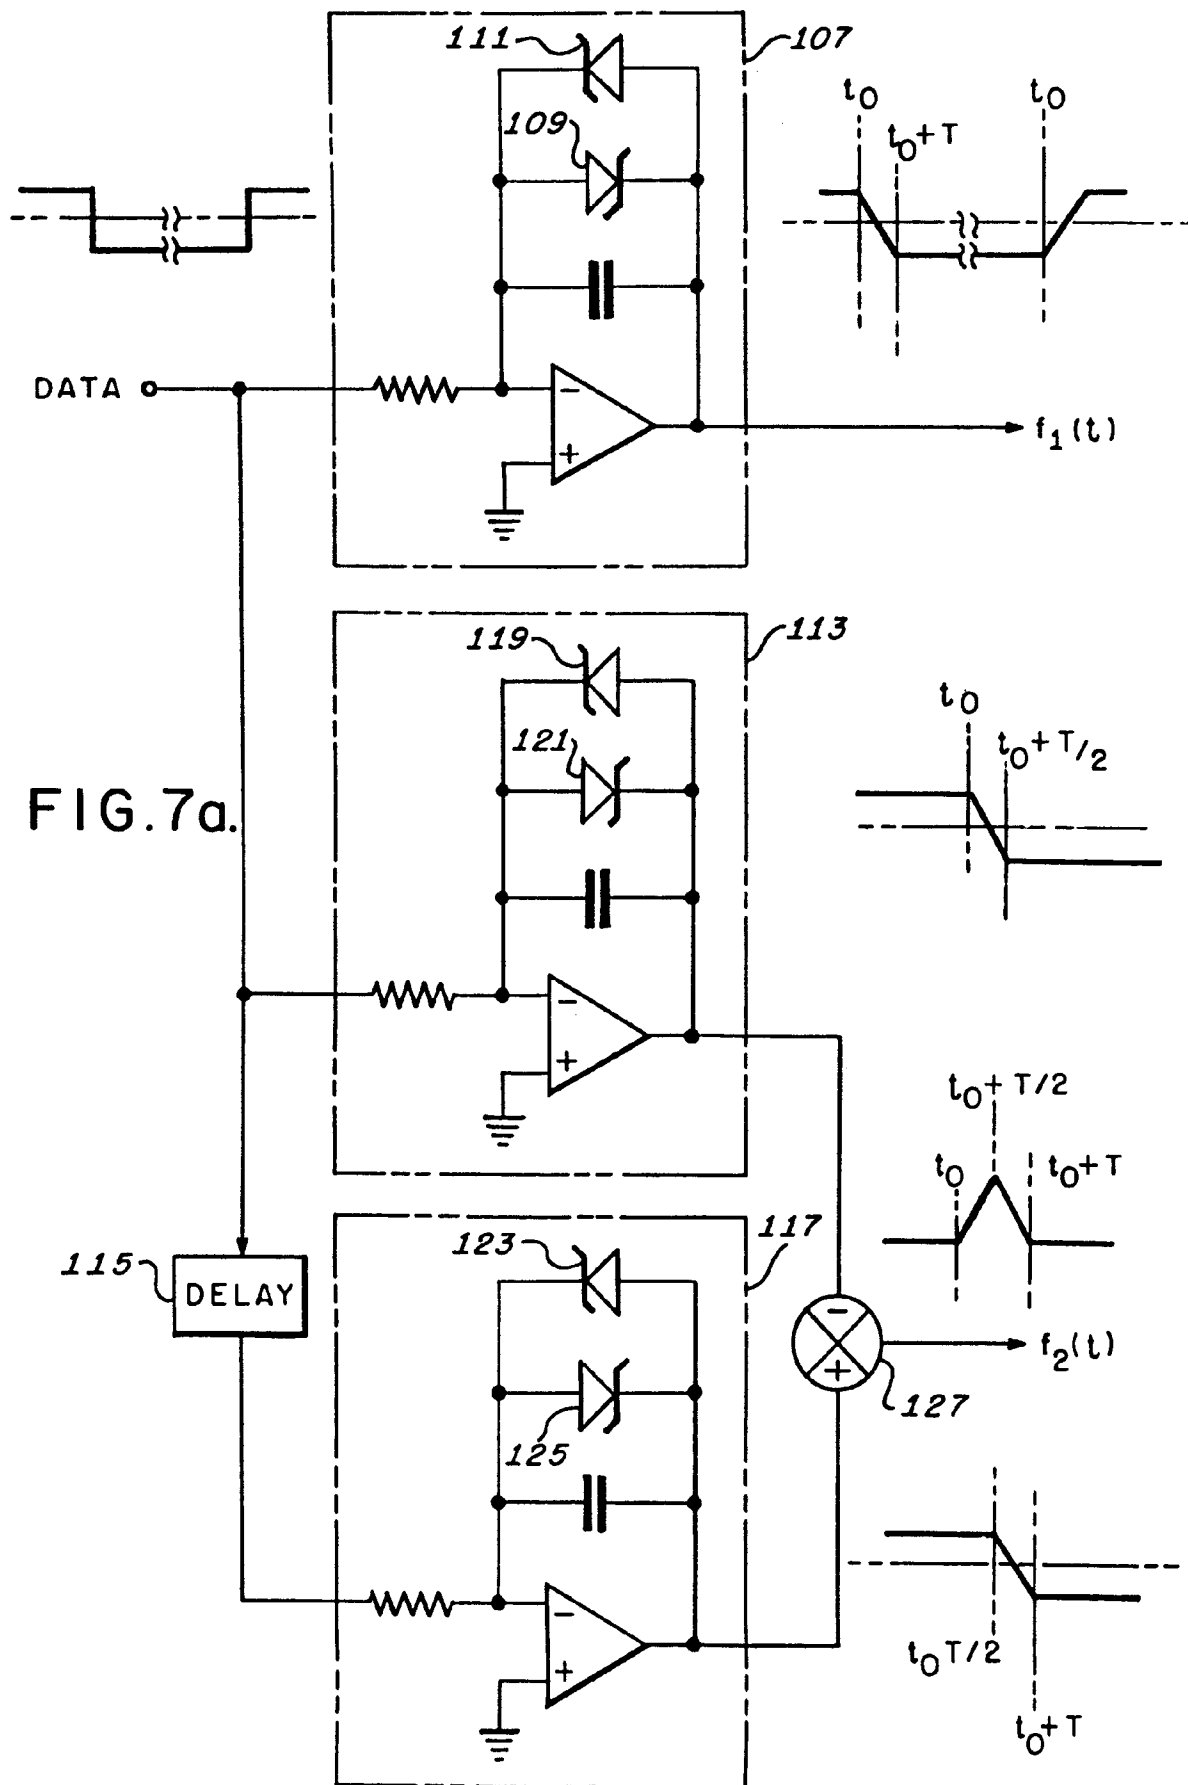 111
107
t0
t0
109
t0+T
DATA
−
+
f1(t)
119
113
t0
121
t0+T/2
FIG.7a.
−
+
t0+T/2
t0
t0+T
123
117
115
DELAY
−
+
f2(t)
127
125
−
+
t0T/2
t0+T